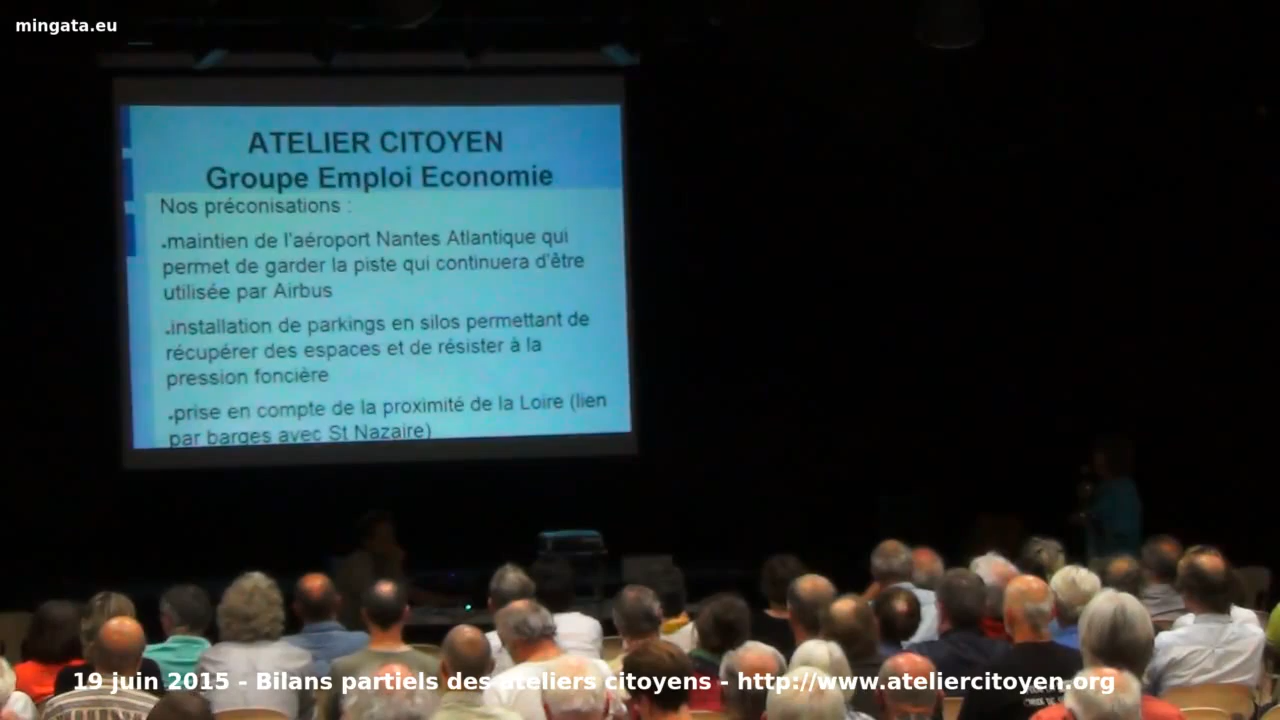 mingata.eu
ATELIER CITOYEN
Groupe Emploi Economie
Nos préconisations :
.maintien de l'aéroport Nantes Atlantique qui
permet de garder la piste qui continuera d'être
utilisée par Airbus
.installation de parkings en silos permettant de
récupérer des espaces et de résister à la
pression foncière
.prise en compte de la proximité de la Loire (lien
par barges avec St Nazaire)
19 juin 2015 - Bilans partiels des ateliers citoyens - http://www.ateliercitoyen.org